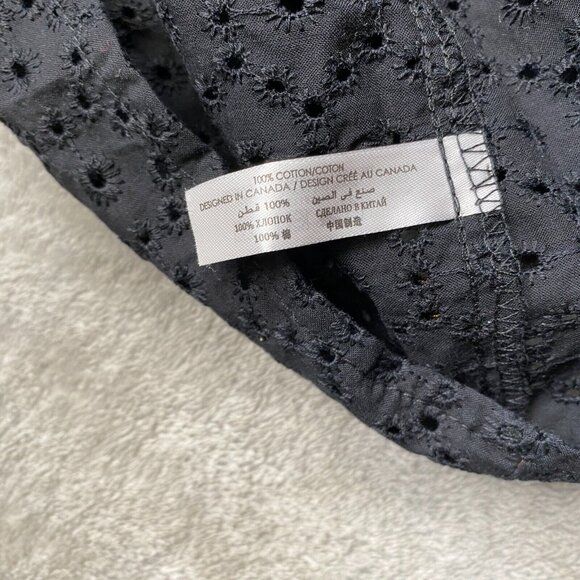 100% COTTON/COTON
DESIGNED IN CANADA / DESIGN CRÉÉ AU CANADA
100% قطن صنع في الصين
100% ХЛОПОК СДЕЛАНО В КИТАЙ
100% 棉 中国制造